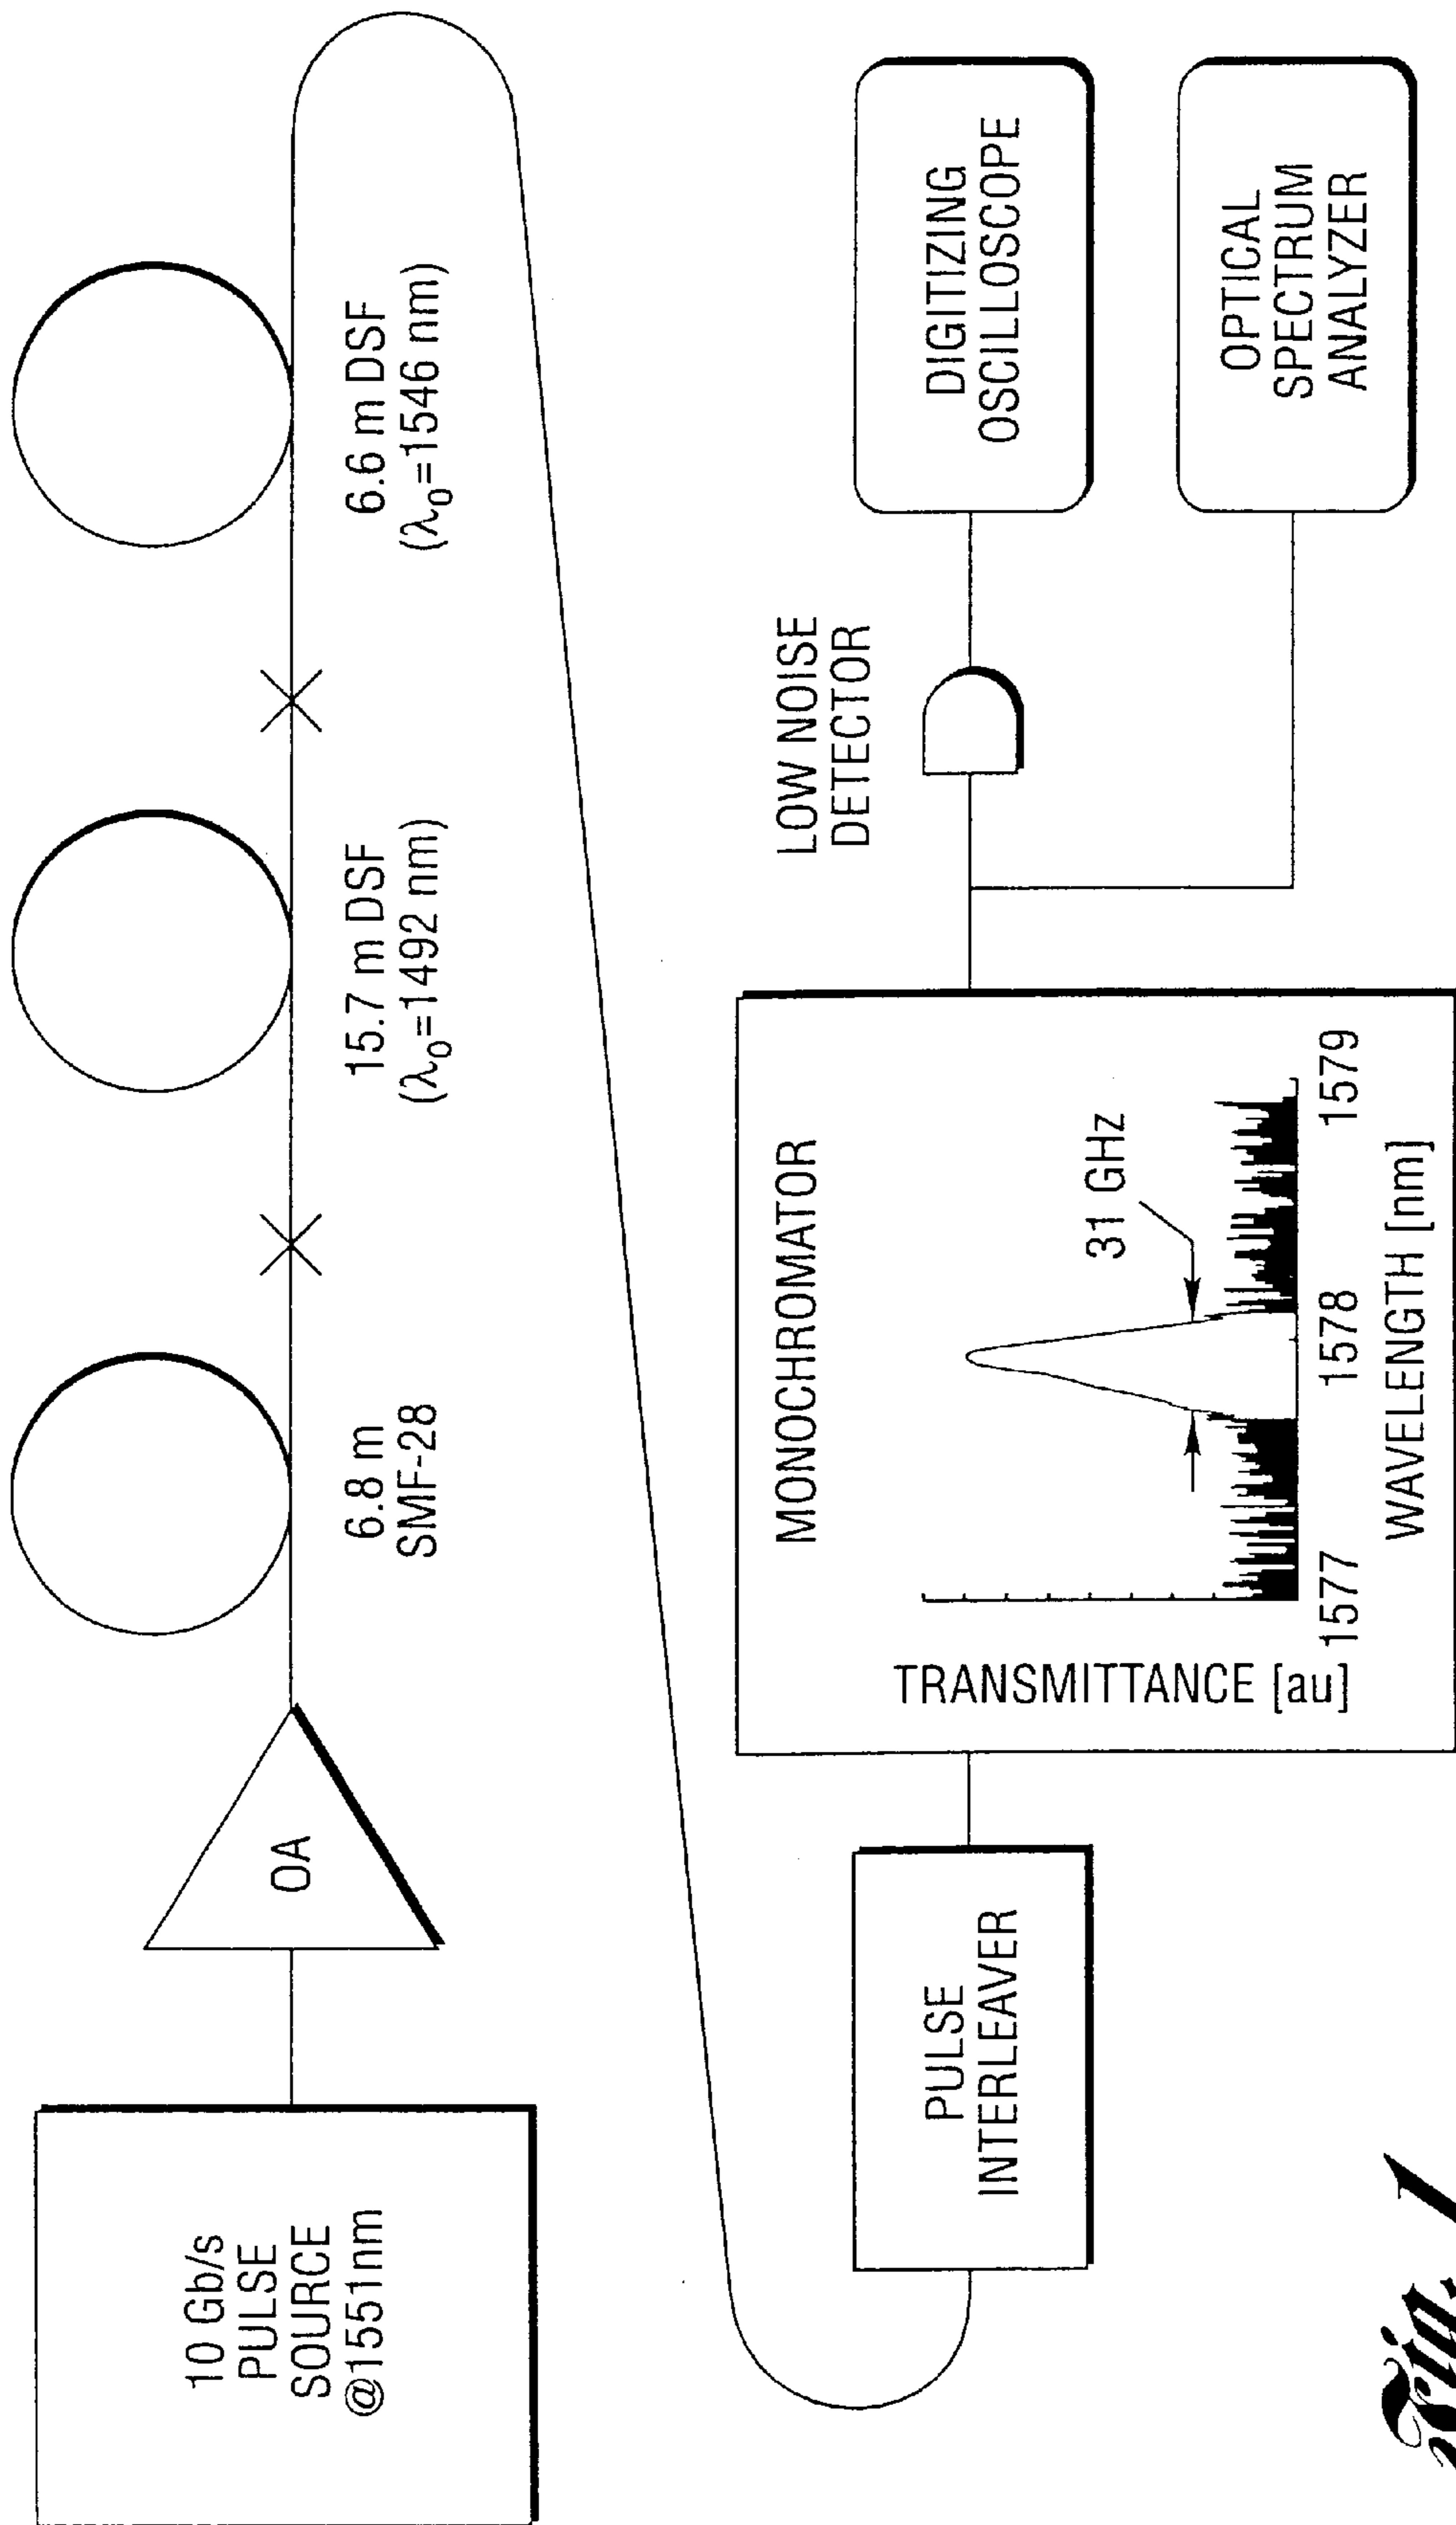 10 Gb/s
PULSE
SOURCE
@1551nm
OA
6.8 m
SMF-28
15.7 m DSF
(λ₀=1492 nm)
6.6 m DSF
(λ₀=1546 nm)
PULSE
INTERLEAVER
MONOCHROMATOR
TRANSMITTANCE [au]
31 GHz
1577 1578 1579
WAVELENGTH [nm]
LOW NOISE
DETECTOR
DIGITIZING
OSCILLOSCOPE
OPTICAL
SPECTRUM
ANALYZER
Fig. 1